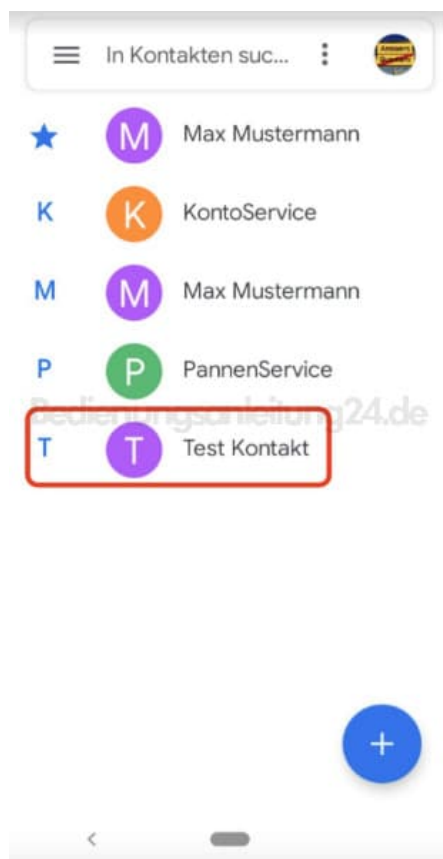 In Kontakten suc...
M Max Mustermann
K K KontoService
M M Max Mustermann
P P PannenService
Bedienungsanleitung24.de
T T Test Kontakt
+